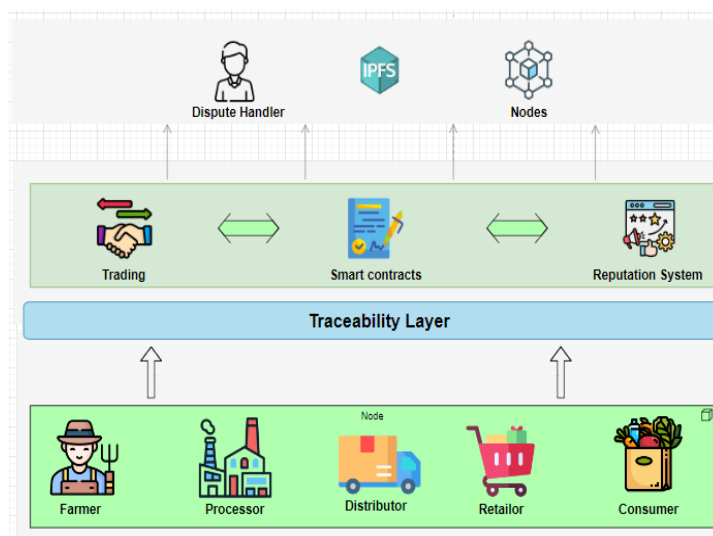 IPFS
Dispute Handler
Nodes
Trading
Smart contracts
Reputation System
Traceability Layer
Node
Farmer
Processor
Distributor
Retailor
Consumer